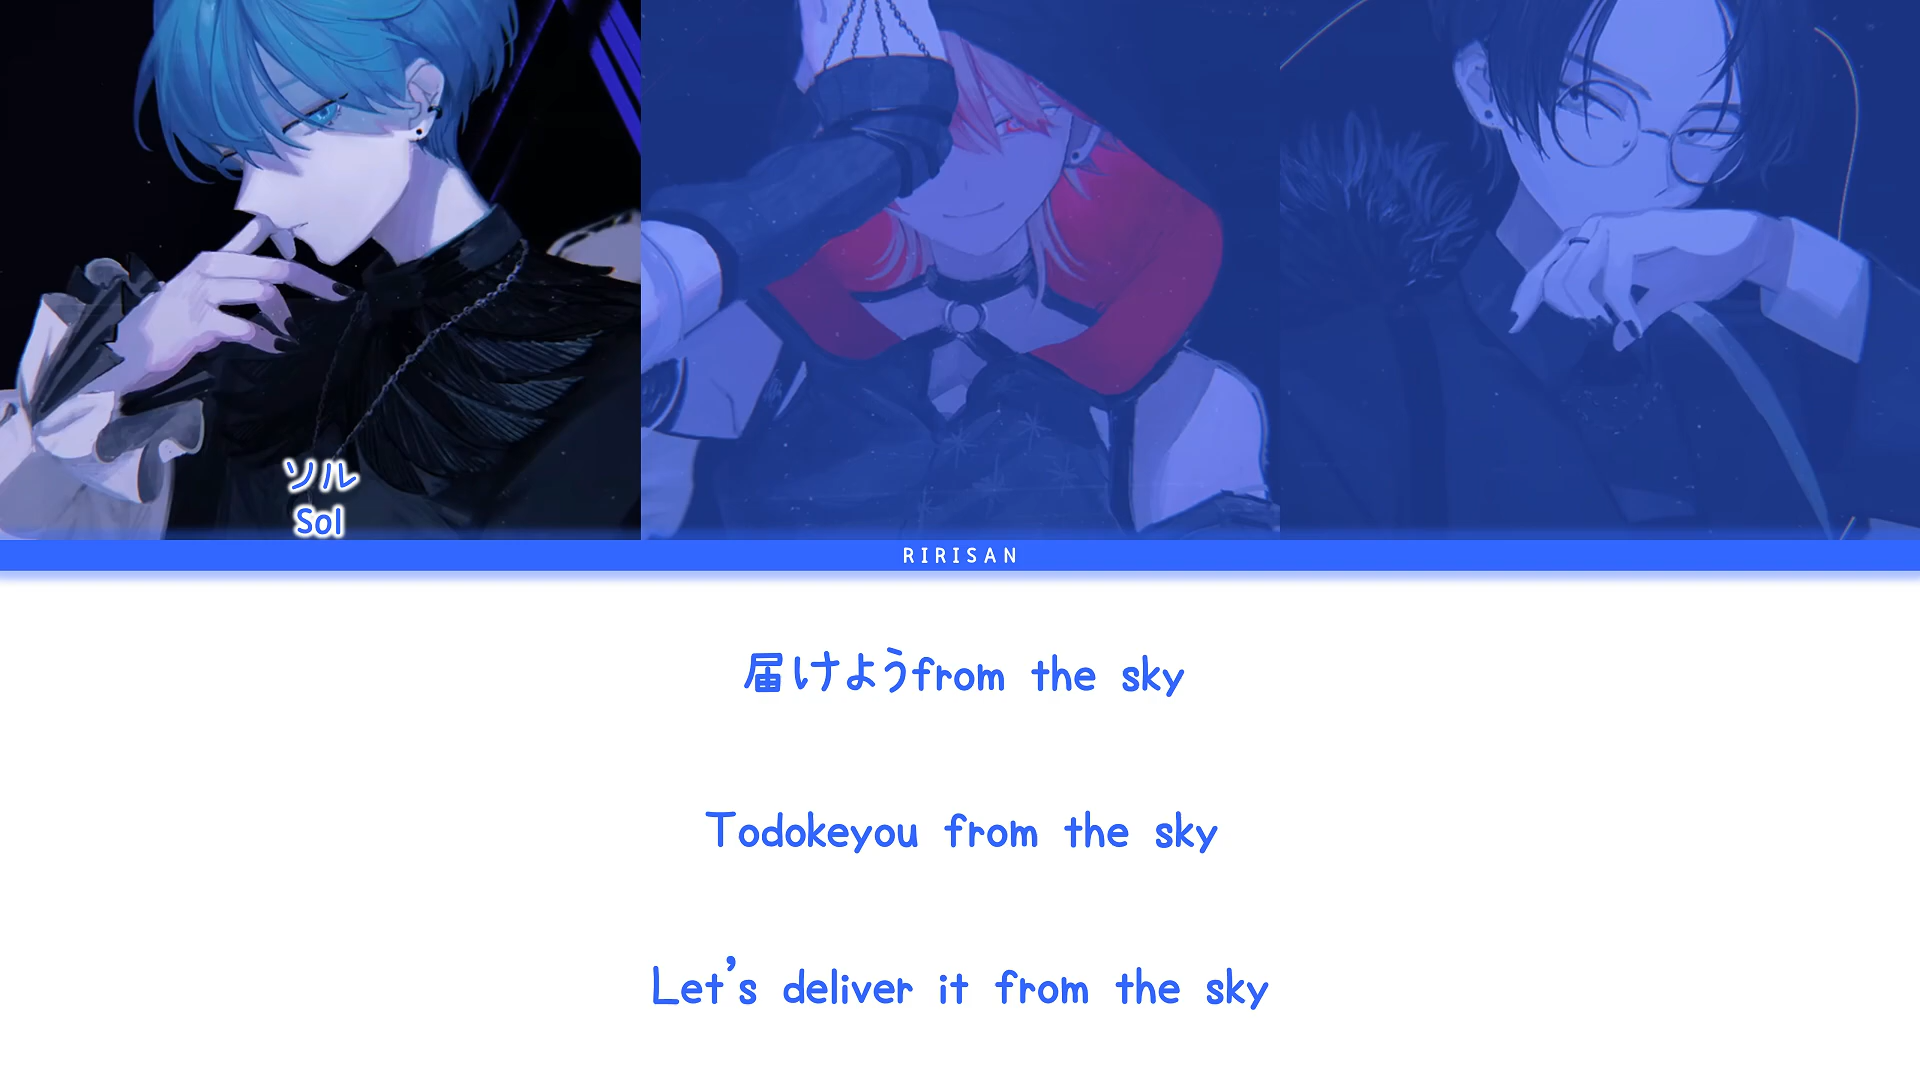 ソル
Sol
RIRISAN
届けようfrom the sky
Todokeyou from the sky
Let's deliver it from the sky